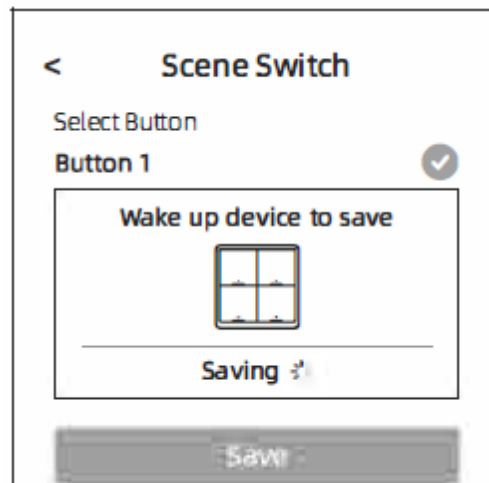 < Scene Switch
Select Button
Button 1
Wake up device to save
Saving
Save